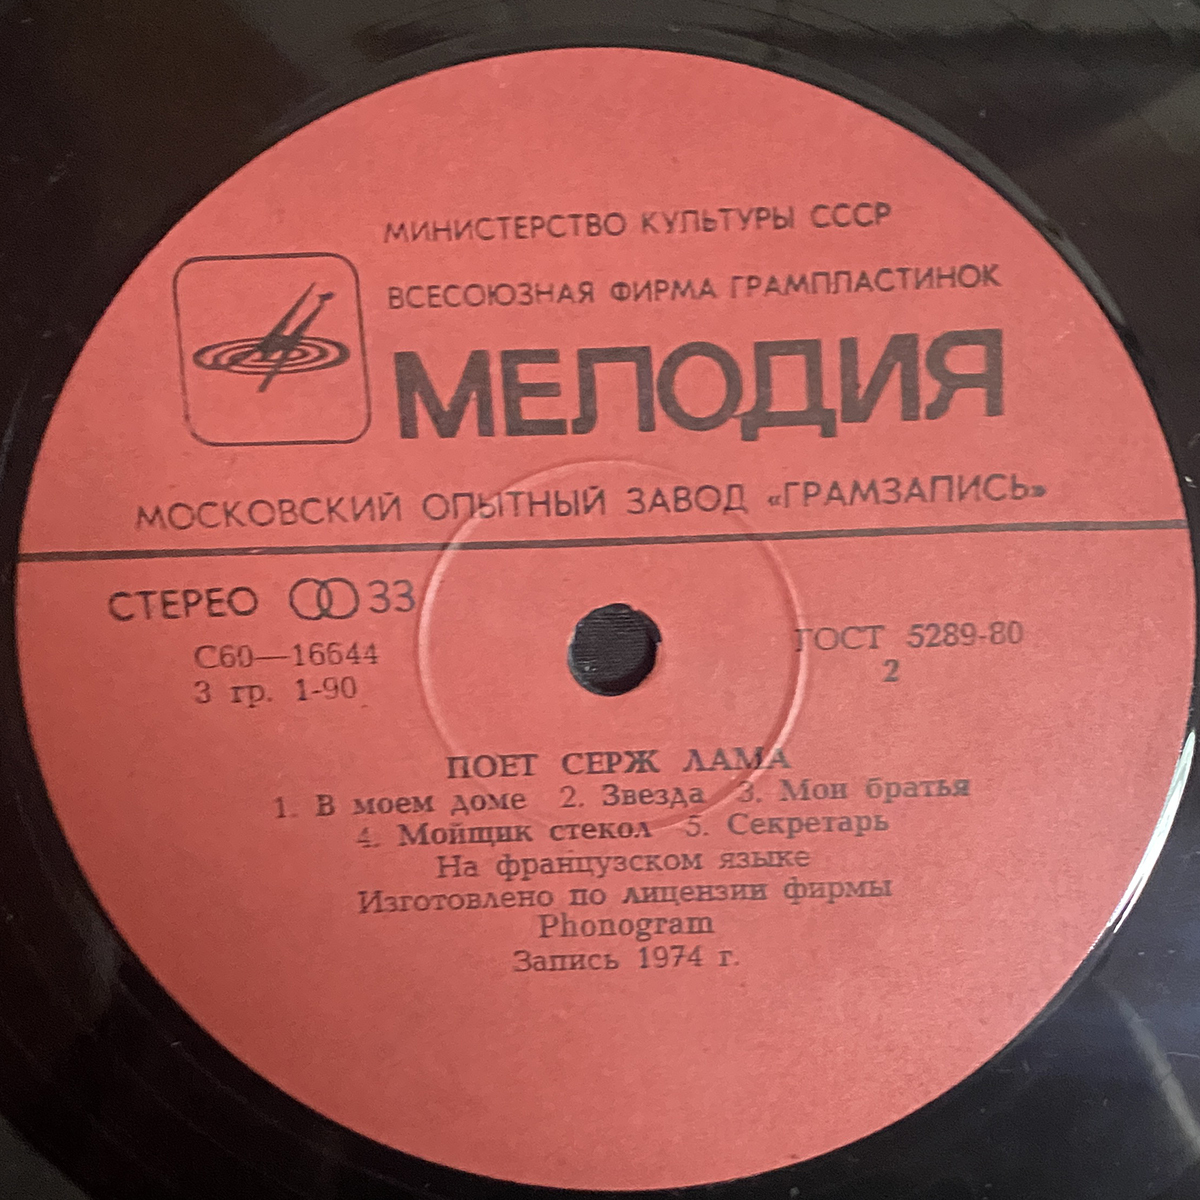 МИНИСТЕРСТВО КУЛЬТУРЫ СССР
ВСЕСОЮЗНАЯ ФИРМА ГРАМПЛАСТИНОК
МЕЛОДИЯ
МОСКОВСКИЙ ОПЫТНЫЙ ЗАВОД «ГРАМЗАПИСЬ»
СТЕРЕО 33
С60—16644
3 гр. 1-90
ГОСТ 5289-80
2
ПОЕТ СЕРЖ ЛАМА
1. В моем доме 2. Звезда 3. Мои братья
4. Мойщик стекол 5. Секретарь
На французском языке
Изготовлено по лицензии фирмы
Phonogram
Запись 1974 г.